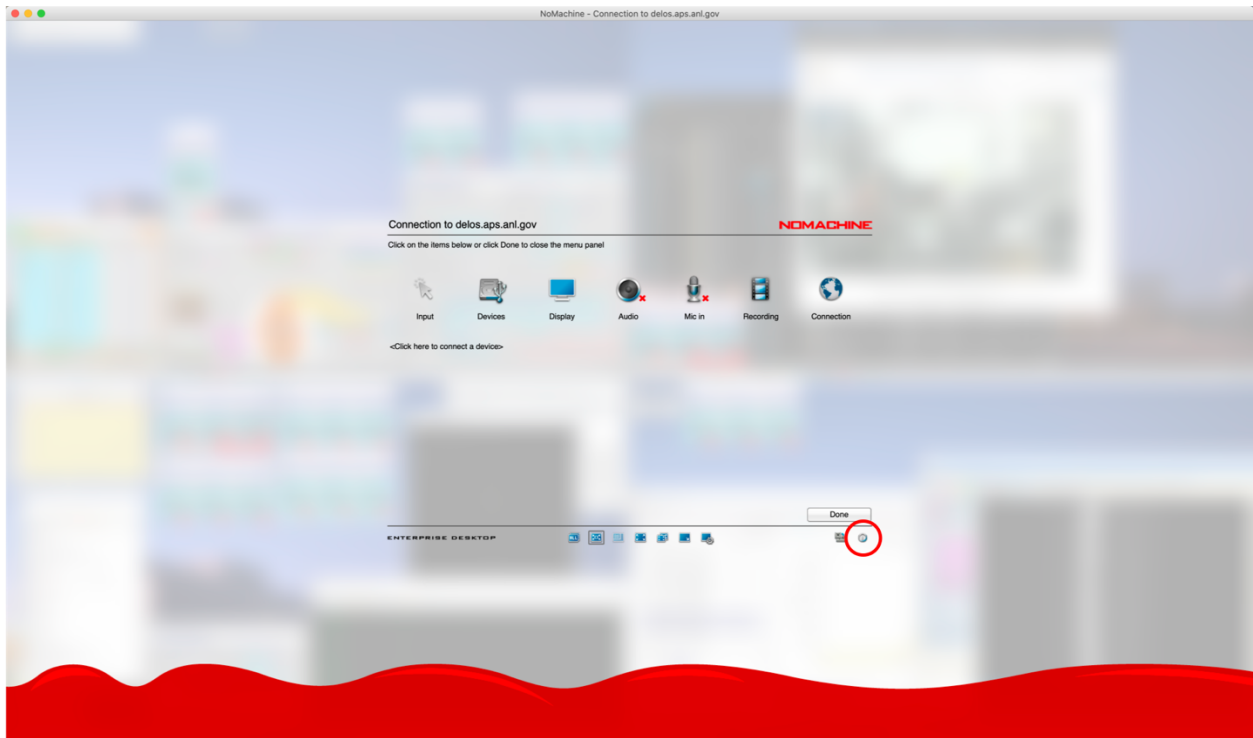 NoMachine - Connection to delos.aps.anl.gov
Connection to delos.aps.anl.gov
NOMACHINE
Click on the items below or click Done to close the menu panel
Input Devices Display Audio Mic in Recording Connection
<Click here to connect a device>
Done
ENTERPRISE DESKTOP